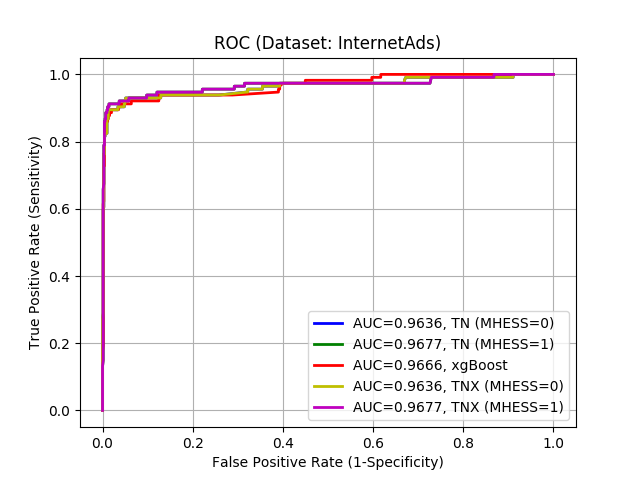 ROC (Dataset: InternetAds)
True Positive Rate (Sensitivity)
1.0
0.8
0.6
0.4
0.2
0.0
AUC=0.9636, TN (MHESS=0)
AUC=0.9677, TN (MHESS=1)
AUC=0.9666, xgBoost
AUC=0.9636, TNX (MHESS=0)
AUC=0.9677, TNX (MHESS=1)
0.0 0.2 0.4 0.6 0.8 1.0
False Positive Rate (1-Specificity)